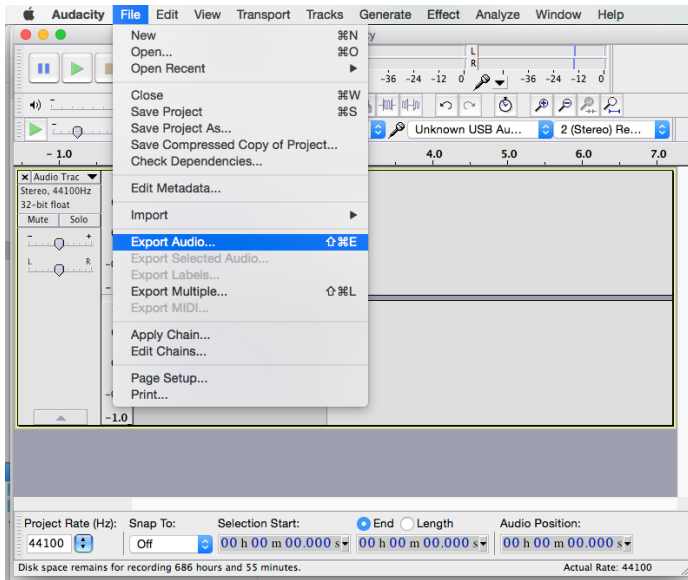 Audacity File Edit View Transport Tracks Generate Effect Analyze Window Help
New ⌘N
Open... ⌘O
Open Recent ▶
Close ⌘W
Save Project ⌘S
Save Project As...
Save Compressed Copy of Project...
Check Dependencies...
Edit Metadata...
Import ▶
Export Audio... ⇧⌘E
Export Selected Audio...
Export Labels...
Export Multiple... ⇧⌘L
Export MIDI...
Apply Chain...
Edit Chains...
Page Setup...
Print...
L
R
-36 -24 -12 0 -36 -24 -12 0
Unknown USB Au... 2 (Stereo) Re...
- 1.0 4.0 5.0 6.0 7.0
Audio Trac
Stereo, 44100Hz
32-bit float
Mute Solo
- +
L R
-1.0
Project Rate (Hz): Snap To: Selection Start: End Length Audio Position:
44100 Off 00 h 00 m 00.000 s 00 h 00 m 00.000 s 00 h 00 m 00.000 s
Disk space remains for recording 686 hours and 55 minutes. Actual Rate: 44100